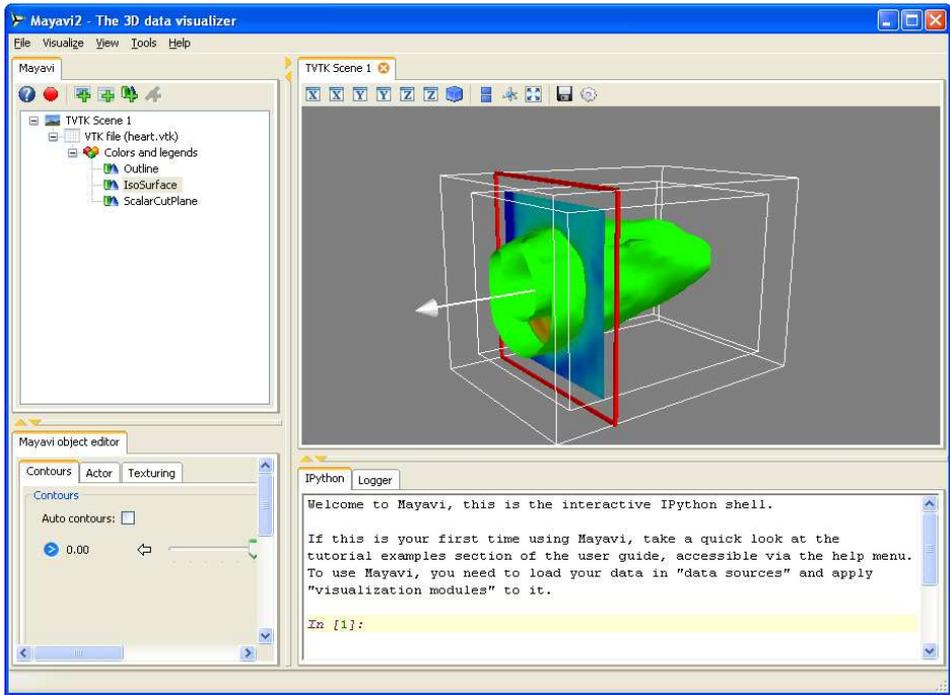 Mayavi2 - The 3D data visualizer
File Visualize View Tools Help
Mayavi
TVTK Scene 1
VTK file (heart.vtk)
Colors and legends
Outline
IsoSurface
ScalarCutPlane
Mayavi object editor
Contours Actor Texturing
Contours
Auto contours:
0.00
TVTK Scene 1
X X Y Y Z Z
IPython Logger
Welcome to Mayavi, this is the interactive IPython shell.
If this is your first time using Mayavi, take a quick look at the
tutorial examples section of the user guide, accessible via the help menu.
To use Mayavi, you need to load your data in "data sources" and apply
"visualization modules" to it.
In [1]: